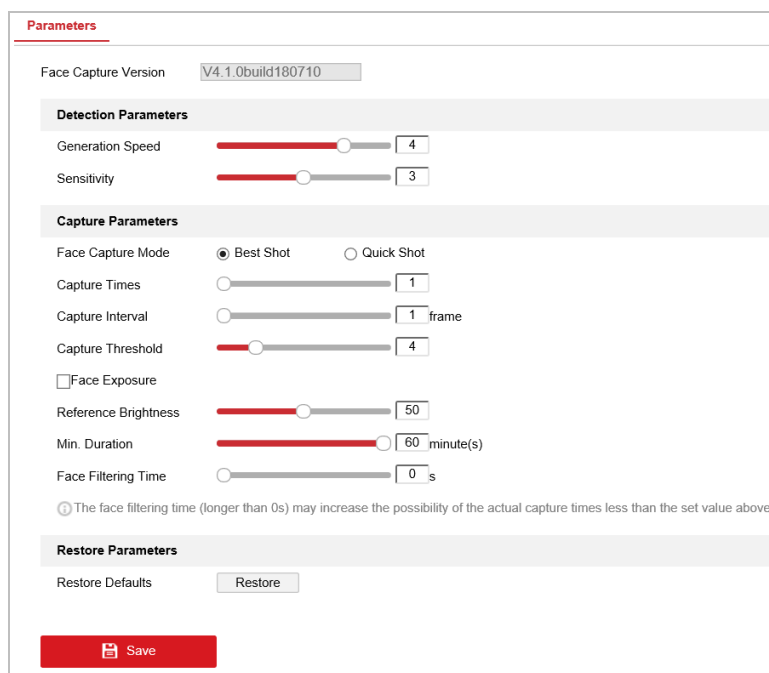 Parameters
Face Capture Version V4.1.0build180710
Detection Parameters
Generation Speed 4
Sensitivity 3
Capture Parameters
Face Capture Mode Best Shot Quick Shot
Capture Times 1
Capture Interval 1 frame
Capture Threshold 4
Face Exposure
Reference Brightness 50
Min. Duration 60 minute(s)
Face Filtering Time 0 s
The face filtering time (longer than 0s) may increase the possibility of the actual capture times less than the set value above
Restore Parameters
Restore Defaults Restore
Save